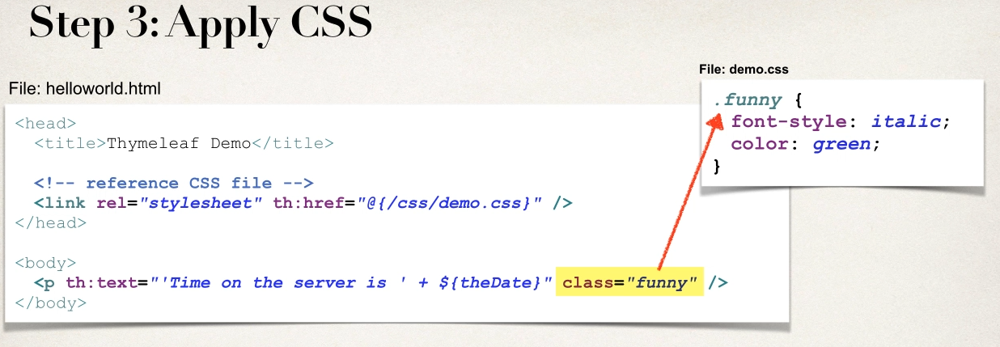 Step 3: Apply CSS
File: helloworld.html
<head>
<title>Thymeleaf Demo</title>
<!-- reference CSS file -->
<link rel="stylesheet" th:href="@{/css/demo.css}" />
</head>
<body>
<p th:text="'Time on the server is ' + ${theDate}" class="funny" />
</body>
File: demo.css
.funny {
font-style: italic;
color: green;
}